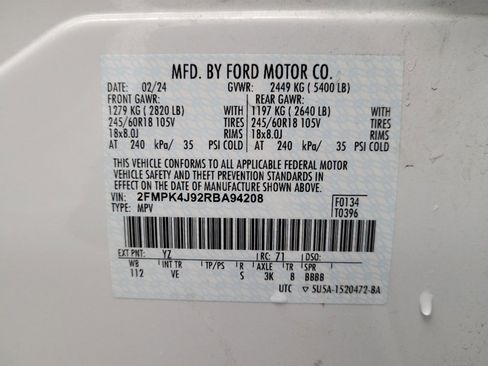 MFD. BY FORD MOTOR CO.
DATE: 02/24 GVWR: 2449 KG ( 5400 LB)
FRONT GAWR: REAR GAWR:
1279 KG ( 2820 LB) WITH 1197 KG ( 2640 LB) WITH
245/60R18 105V TIRES 245/60R18 105V TIRES
18x8.0J RIMS 18x8.0J RIMS
AT 240 kPa/ 35 PSI COLD AT 240 kPa/ 35 PSI COLD
THIS VEHICLE CONFORMS TO ALL APPLICABLE FEDERAL MOTOR
VEHICLE SAFETY AND THEFT PREVENTION STANDARDS IN
EFFECT ON THE DATE OF MANUFACTURE SHOWN ABOVE.
VIN: 2FMPK4J92RBA94208 F0134
TYPE: MPV T0396
EXT PNT: YZ RC: 71 DSO:
WB INT TR TP/PS R AXLE TR SPR
112 VE S 3K 8 BBBB
UTC ▽ 5U5A-1520472-BA